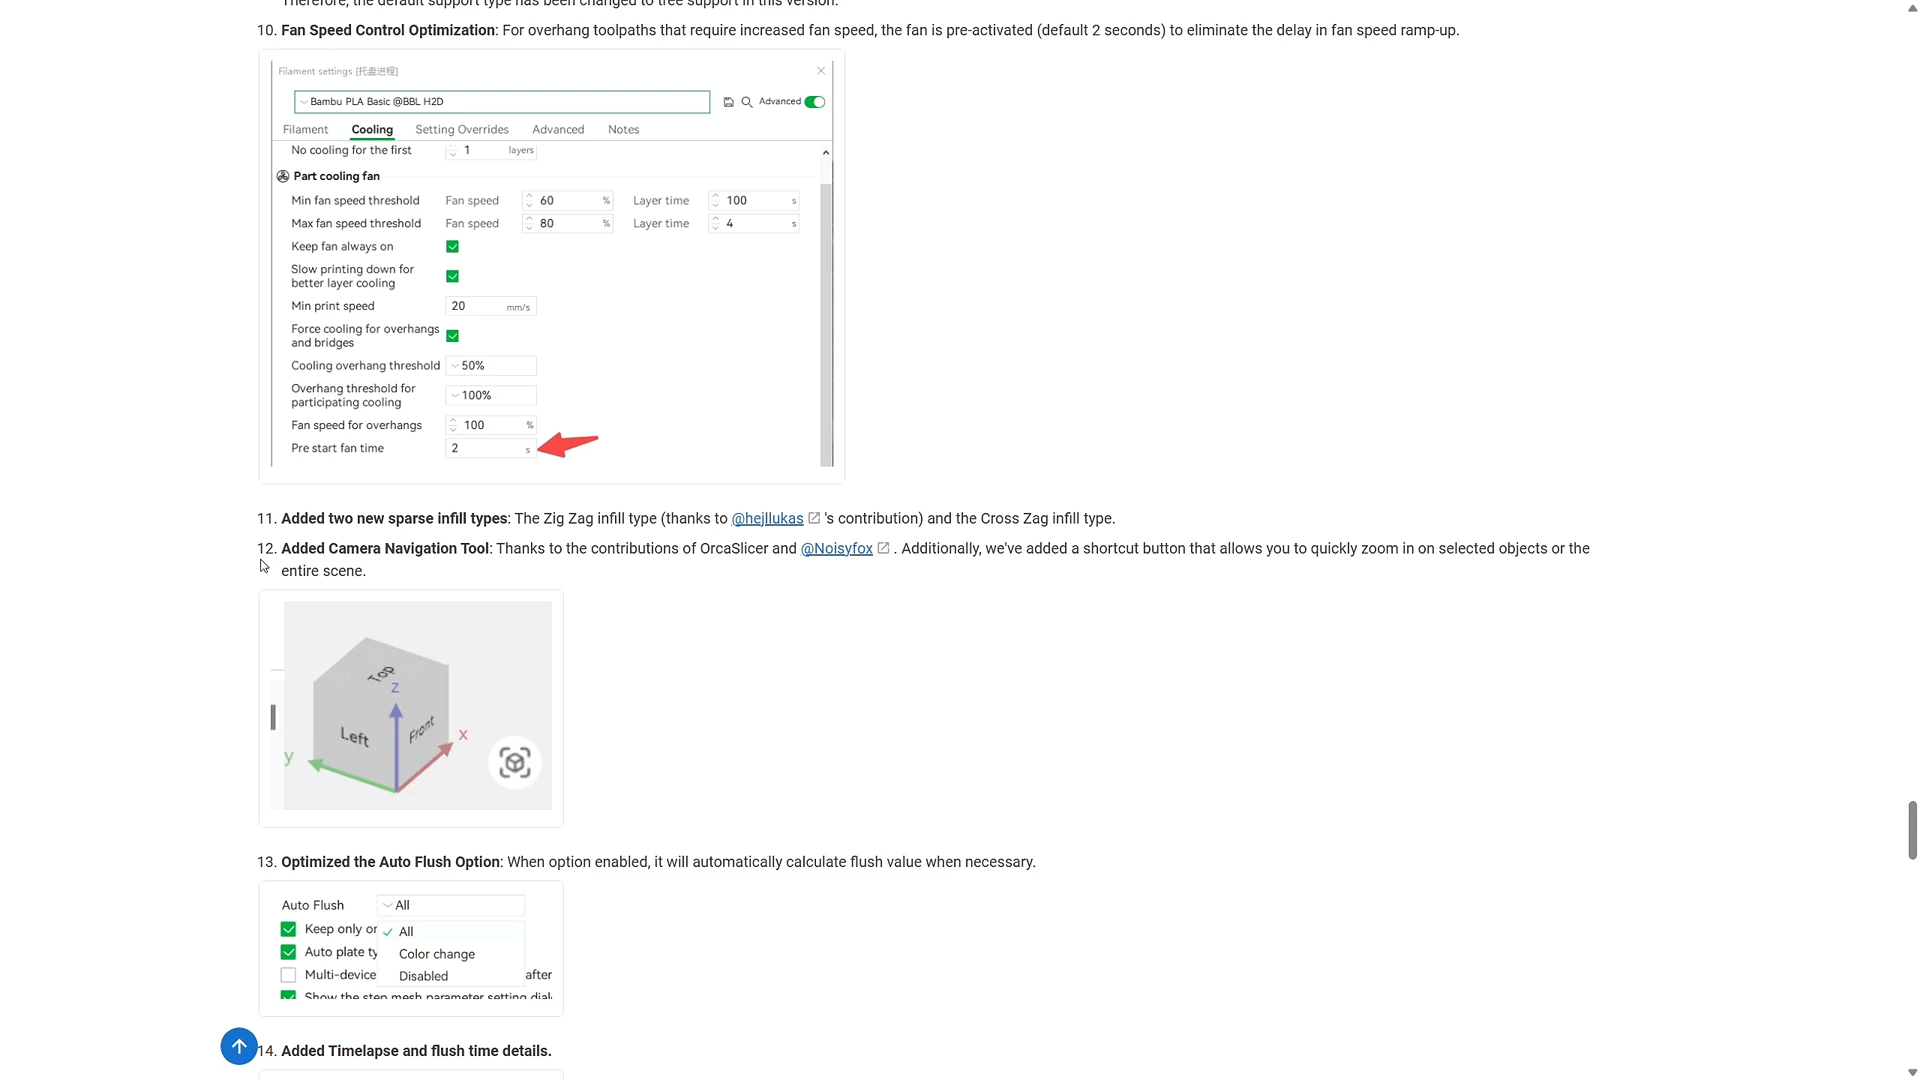 Therefore, the default support type has been changed to tree support in this version.
10. Fan Speed Control Optimization: For overhang toolpaths that require increased fan speed, the fan is pre-activated (default 2 seconds) to eliminate the delay in fan speed ramp-up.
Filament settings [托盘进程]
Bambu PLA Basic @BBL H2D
Advanced
Filament Cooling Setting Overrides Advanced Notes
No cooling for the first 1 layers
Part cooling fan
Min fan speed threshold Fan speed 60 % Layer time 100 s
Max fan speed threshold Fan speed 80 % Layer time 4 s
Keep fan always on
Slow printing down for
better layer cooling
Min print speed 20 mm/s
Force cooling for overhangs
and bridges
Cooling overhang threshold 50%
Overhang threshold for
participating cooling 100%
Fan speed for overhangs 100 %
Pre start fan time 2 s
11. Added two new sparse infill types: The Zig Zag infill type (thanks to @hejllukas 's contribution) and the Cross Zag infill type.
12. Added Camera Navigation Tool: Thanks to the contributions of OrcaSlicer and @Noisyfox . Additionally, we've added a shortcut button that allows you to quickly zoom in on selected objects or the
entire scene.
Top
z
Left Front x
y
13. Optimized the Auto Flush Option: When option enabled, it will automatically calculate flush value when necessary.
Auto Flush All
Keep only or All
Auto plate ty Color change
Multi-device Disabled after
Show the step mesh parameter setting dial
14. Added Timelapse and flush time details.